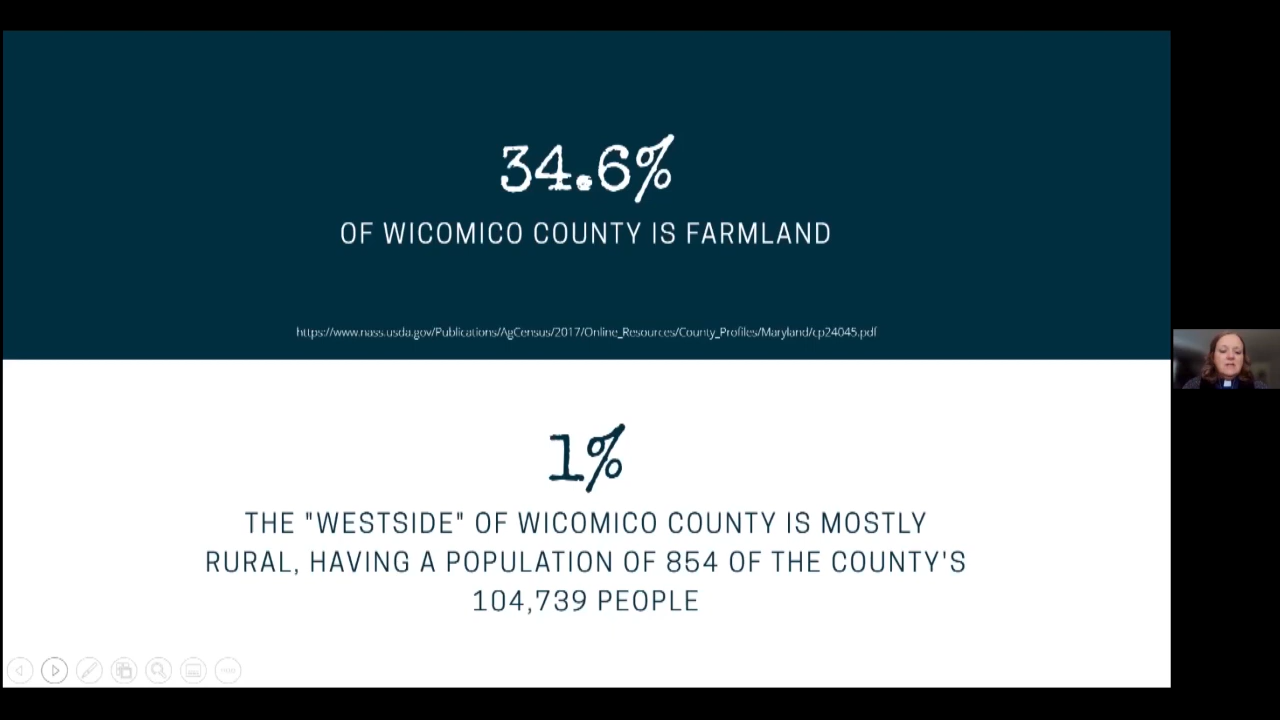 34.6%
OF WICOMICO COUNTY IS FARMLAND
https://www.nass.usda.gov/Publications/AgCensus/2017/Online_Resources/County_Profiles/Maryland/cp24045.pdf
1%
THE "WESTSIDE" OF WICOMICO COUNTY IS MOSTLY
RURAL, HAVING A POPULATION OF 854 OF THE COUNTY'S
104,739 PEOPLE